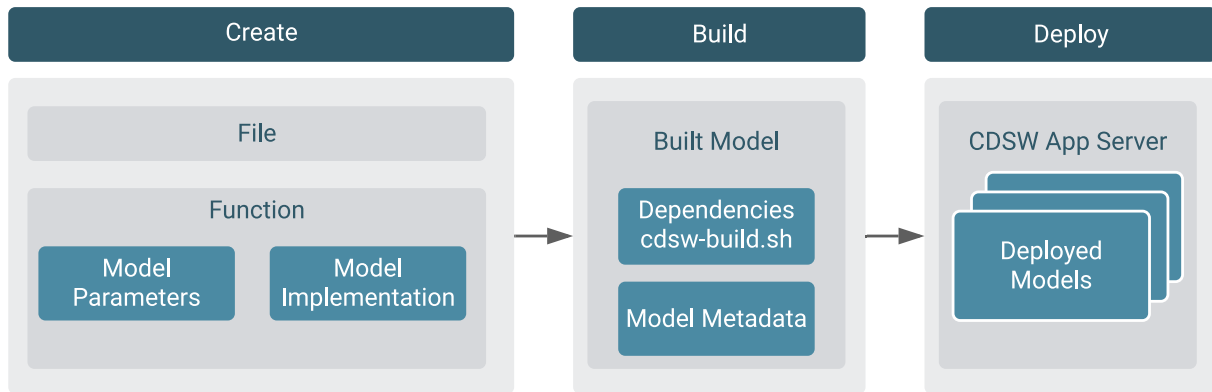 Create
Build
Deploy
File
Function
Model
Parameters
Model
Implementation
Built Model
Dependencies
cdsw-build.sh
Model Metadata
CDSW App Server
Deployed
Models